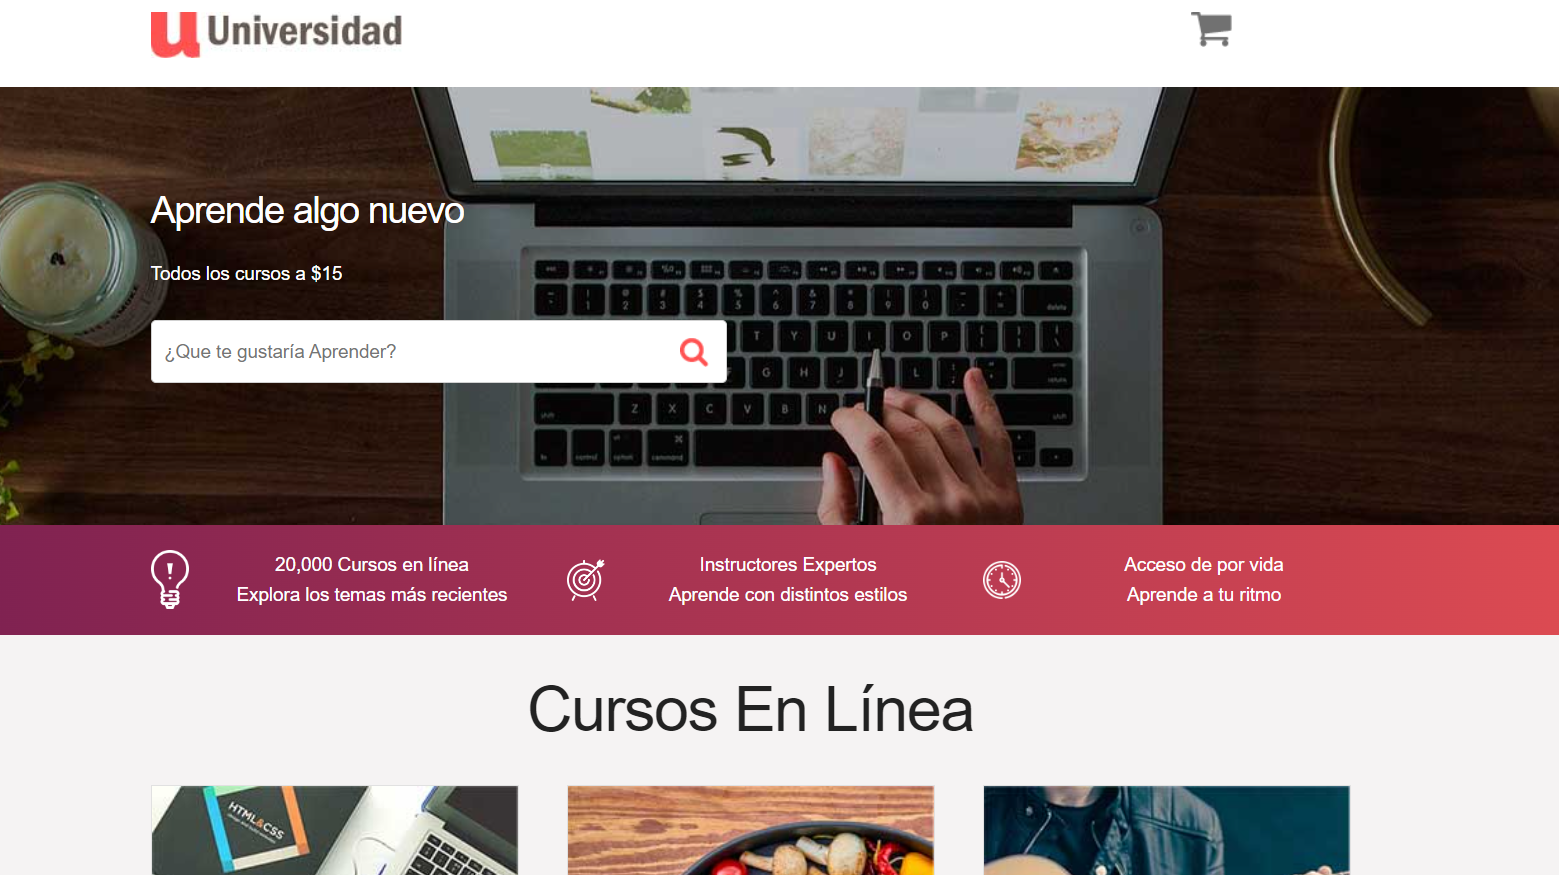 Universidad
Aprende algo nuevo
Todos los cursos a $15
¿Que te gustaría Aprender?
20,000 Cursos en línea
Explora los temas más recientes
Instructores Expertos
Aprende con distintos estilos
Acceso de por vida
Aprende a tu ritmo
Cursos En Línea
HTML&CSS